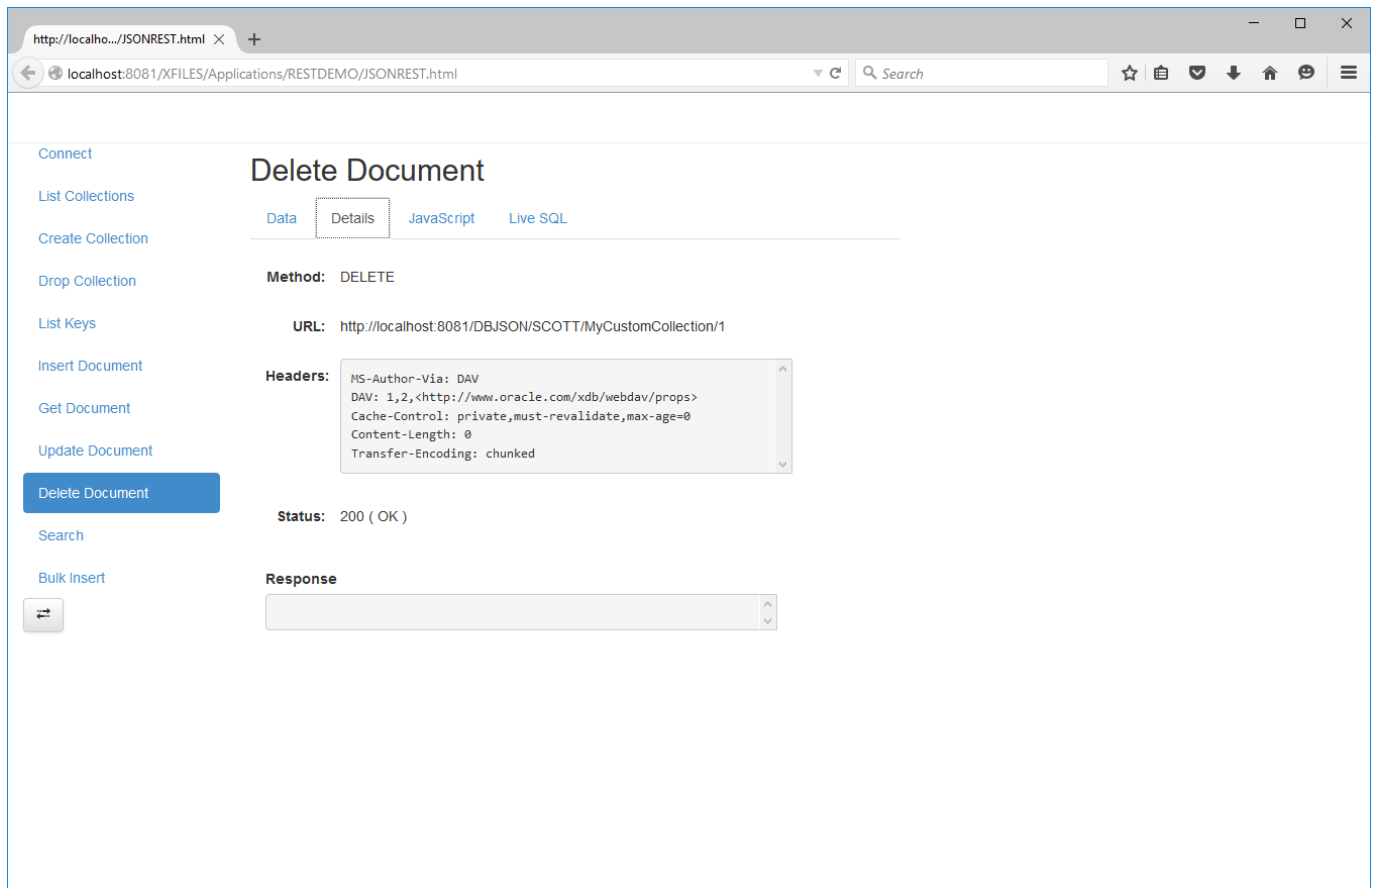 http://localho.../JSONREST.html
localhost:8081/XFILES/Applications/RESTDEMO/JSONREST.html
Search
Connect
List Collections
Create Collection
Drop Collection
List Keys
Insert Document
Get Document
Update Document
Delete Document
Search
Bulk Insert
Delete Document
Data Details JavaScript Live SQL
Method: DELETE
URL: http://localhost:8081/DBJSON/SCOTT/MyCustomCollection/1
Headers:
MS-Author-Via: DAV
DAV: 1,2,<http://www.oracle.com/xdb/webdav/props>
Cache-Control: private,must-revalidate,max-age=0
Content-Length: 0
Transfer-Encoding: chunked
Status: 200 ( OK )
Response